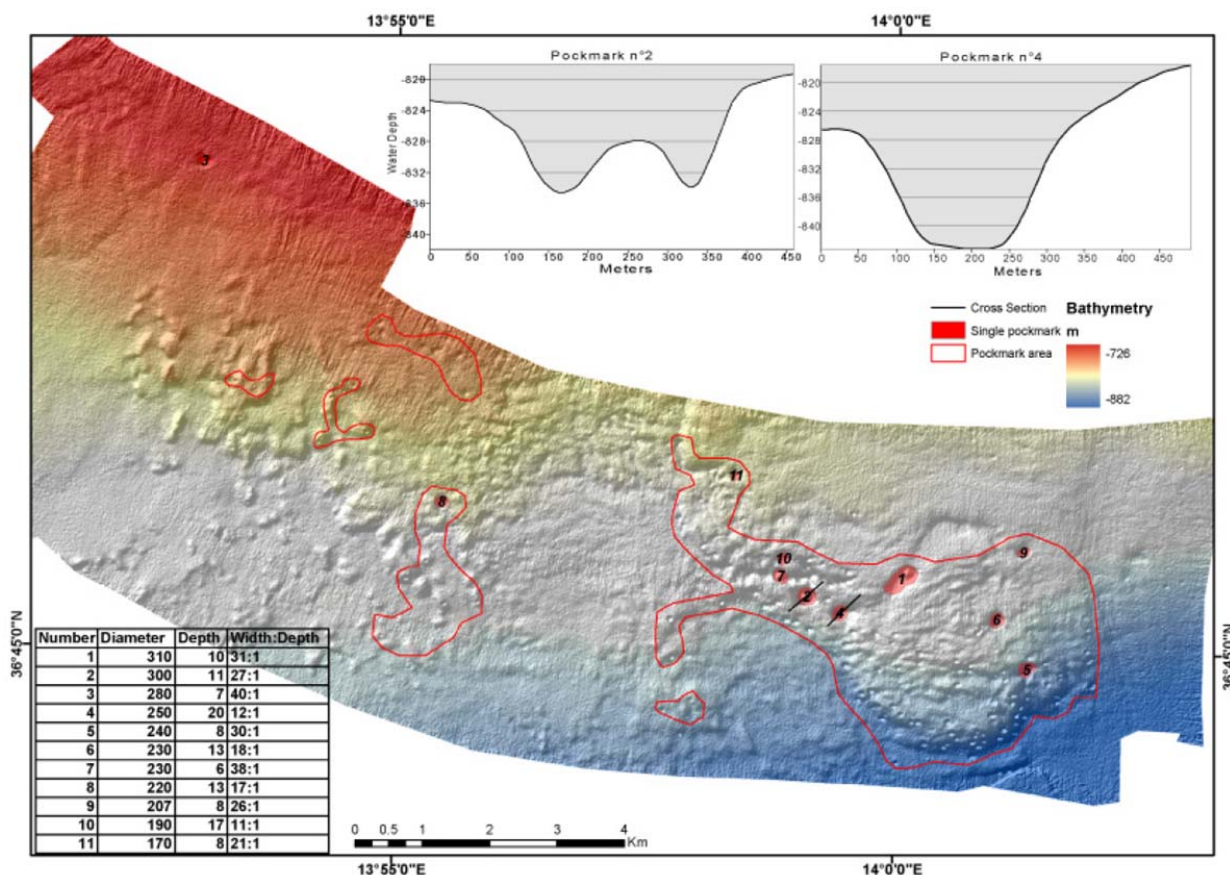 13°55'0"E 14°0'0"E
Pockmark n°2 Pockmark n°4
-820
-824
-828
-832
-836
-840
Water Depth
0 50 100 150 200 250 300 350 400 450
Meters
-820
-824
-828
-832
-836
-840
0 50 100 150 200 250 300 350 400 450
Meters
Cross Section
Single pockmark
Pockmark area
Bathymetry
m
-726
-882
3
11
8
10
9
7
1
2
4
6
5
36°45'0"N
36°45'0"N
Number Diameter Depth Width:Depth
1 310 10 31:1
2 300 11 27:1
3 280 7 40:1
4 250 20 12:1
5 240 8 30:1
6 230 13 18:1
7 230 6 38:1
8 220 13 17:1
9 207 8 26:1
10 190 17 11:1
11 170 8 21:1
0 0.5 1 2 3 4
Km
13°55'0"E 14°0'0"E